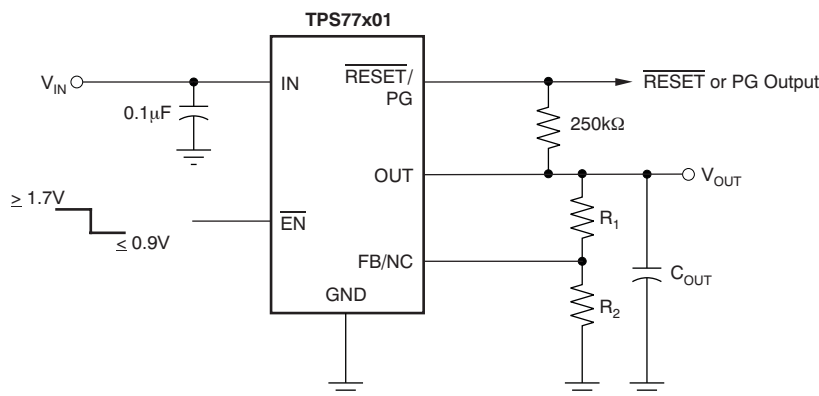 TPS77x01
V_IN
0.1µF
≥ 1.7V
≤ 0.9V
IN
EN
RESET/
PG
OUT
FB/NC
GND
RESET or PG Output
250kΩ
V_OUT
R_1
R_2
C_OUT